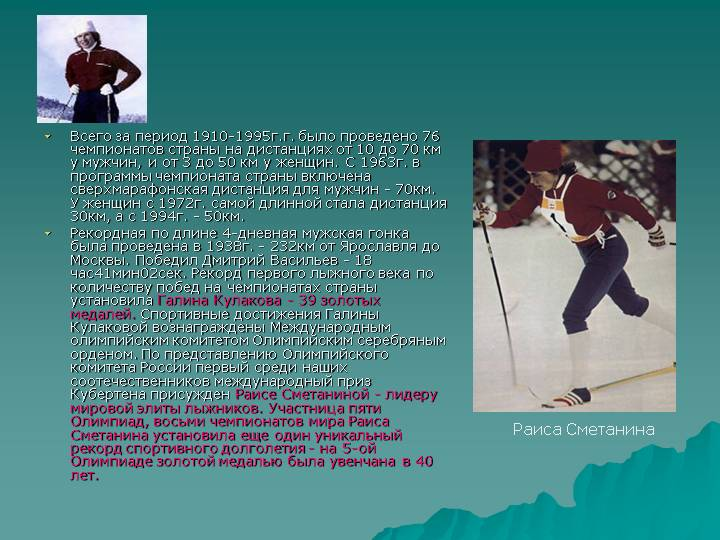 Всего за период 1910-1995г.г. было проведено 76
чемпионатов страны на дистанциях от 10 до 70 км
у мужчин, и от 3 до 50 км у женщин. С 1963г. в
программы чемпионата страны включена
сверхмарафонская дистанция для мужчин – 70км.
У женщин с 1972г. самой длинной стала дистанция
30км, а с 1994г. – 50км.
Рекордная по длине 4-дневная мужская гонка
была проведена в 1938г. – 232км от Ярославля до
Москвы. Победил Дмитрий Васильев – 18
час41мин02сек. Рекорд первого лыжного века по
количеству побед на чемпионатах страны
установила Галина Кулакова – 39 золотых
медалей. Спортивные достижения Галины
Кулаковой вознаграждены Международным
олимпийским комитетом Олимпийским серебряным
орденом. По представлению Олимпийского
комитета России первый среди наших
соотечественников международный приз
Кубертена присужден Раисе Сметаниной – лидеру
мировой элиты лыжников. Участница пяти
Олимпиад, восьми чемпионатов мира Раиса
Сметанина установила еще один уникальный
рекорд спортивного долголетия – на 5-ой
Олимпиаде золотой медалью была увенчана в 40
лет.
1
Раиса Сметанина